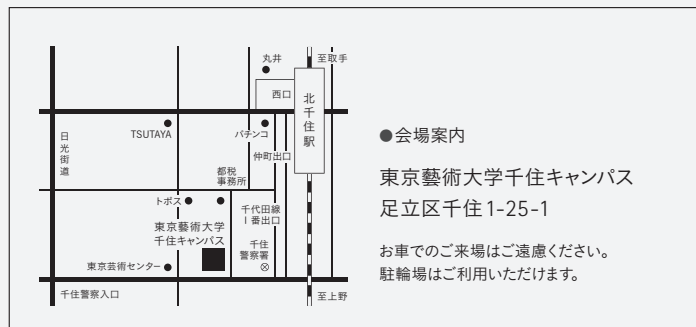 丸井
至取手
西口
北千住駅
日光街道
TSUTAYA
パチンコ
仲町出口
都税
事務所
トポス
千代田線
1番出口
東京藝術大学
千住キャンパス
千住
警察署
東京芸術センター
千住警察入口
至上野
●会場案内
東京藝術大学千住キャンパス
足立区千住1-25-1
お車でのご来場はご遠慮ください。
駐輪場はご利用いただけます。